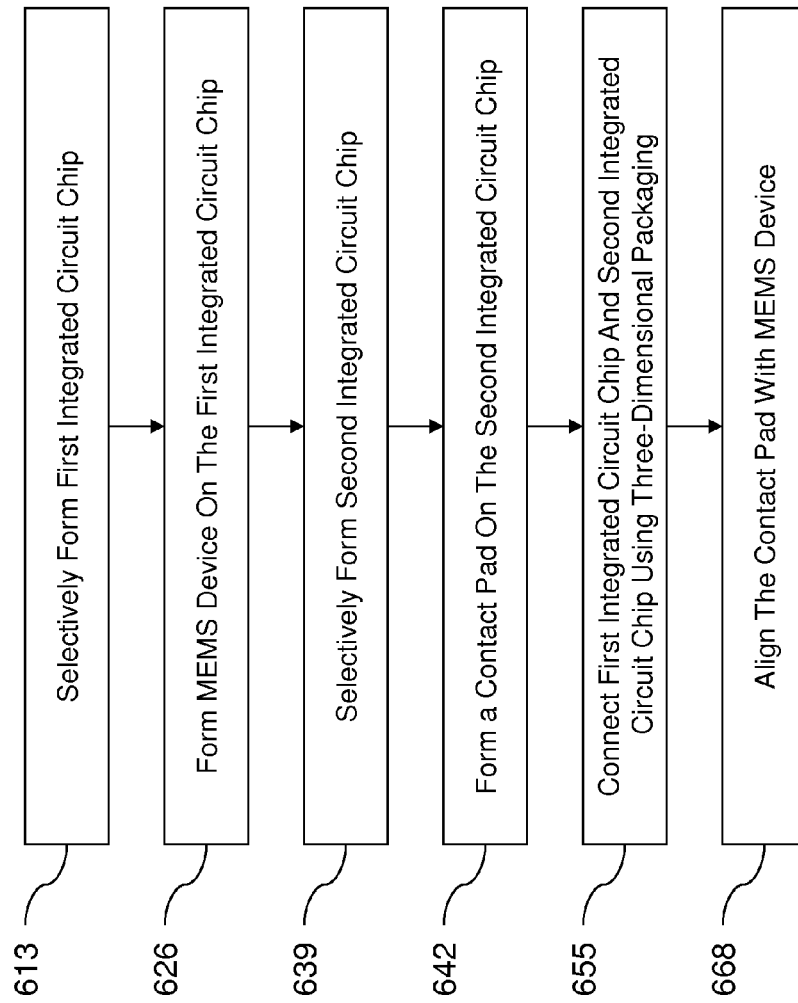 613
Selectively Form First Integrated Circuit Chip
626
Form MEMS Device On The First Integrated Circuit Chip
639
Selectively Form Second Integrated Circuit Chip
642
Form a Contact Pad On The Second Integrated Circuit Chip
655
Connect First Integrated Circuit Chip And Second Integrated
Circuit Chip Using Three-Dimensional Packaging
668
Align The Contact Pad With MEMS Device